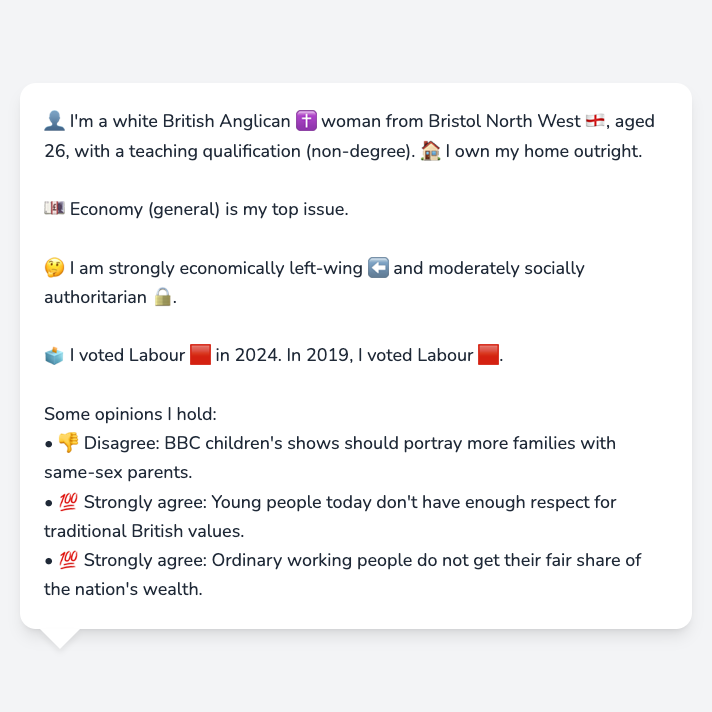 👤 I'm a white British Anglican ✝️ woman from Bristol North West 🏴󠁧󠁢󠁥󠁮󠁧󠁿, aged
26, with a teaching qualification (non-degree). 🏠 I own my home outright.
💷 Economy (general) is my top issue.
🤔 I am strongly economically left-wing ⬅️ and moderately socially
authoritarian 🔒.
🗳️ I voted Labour 🟥 in 2024. In 2019, I voted Labour 🟥.
Some opinions I hold:
• 👎 Disagree: BBC children's shows should portray more families with
same-sex parents.
• 💯 Strongly agree: Young people today don't have enough respect for
traditional British values.
• 💯 Strongly agree: Ordinary working people do not get their fair share of
the nation's wealth.